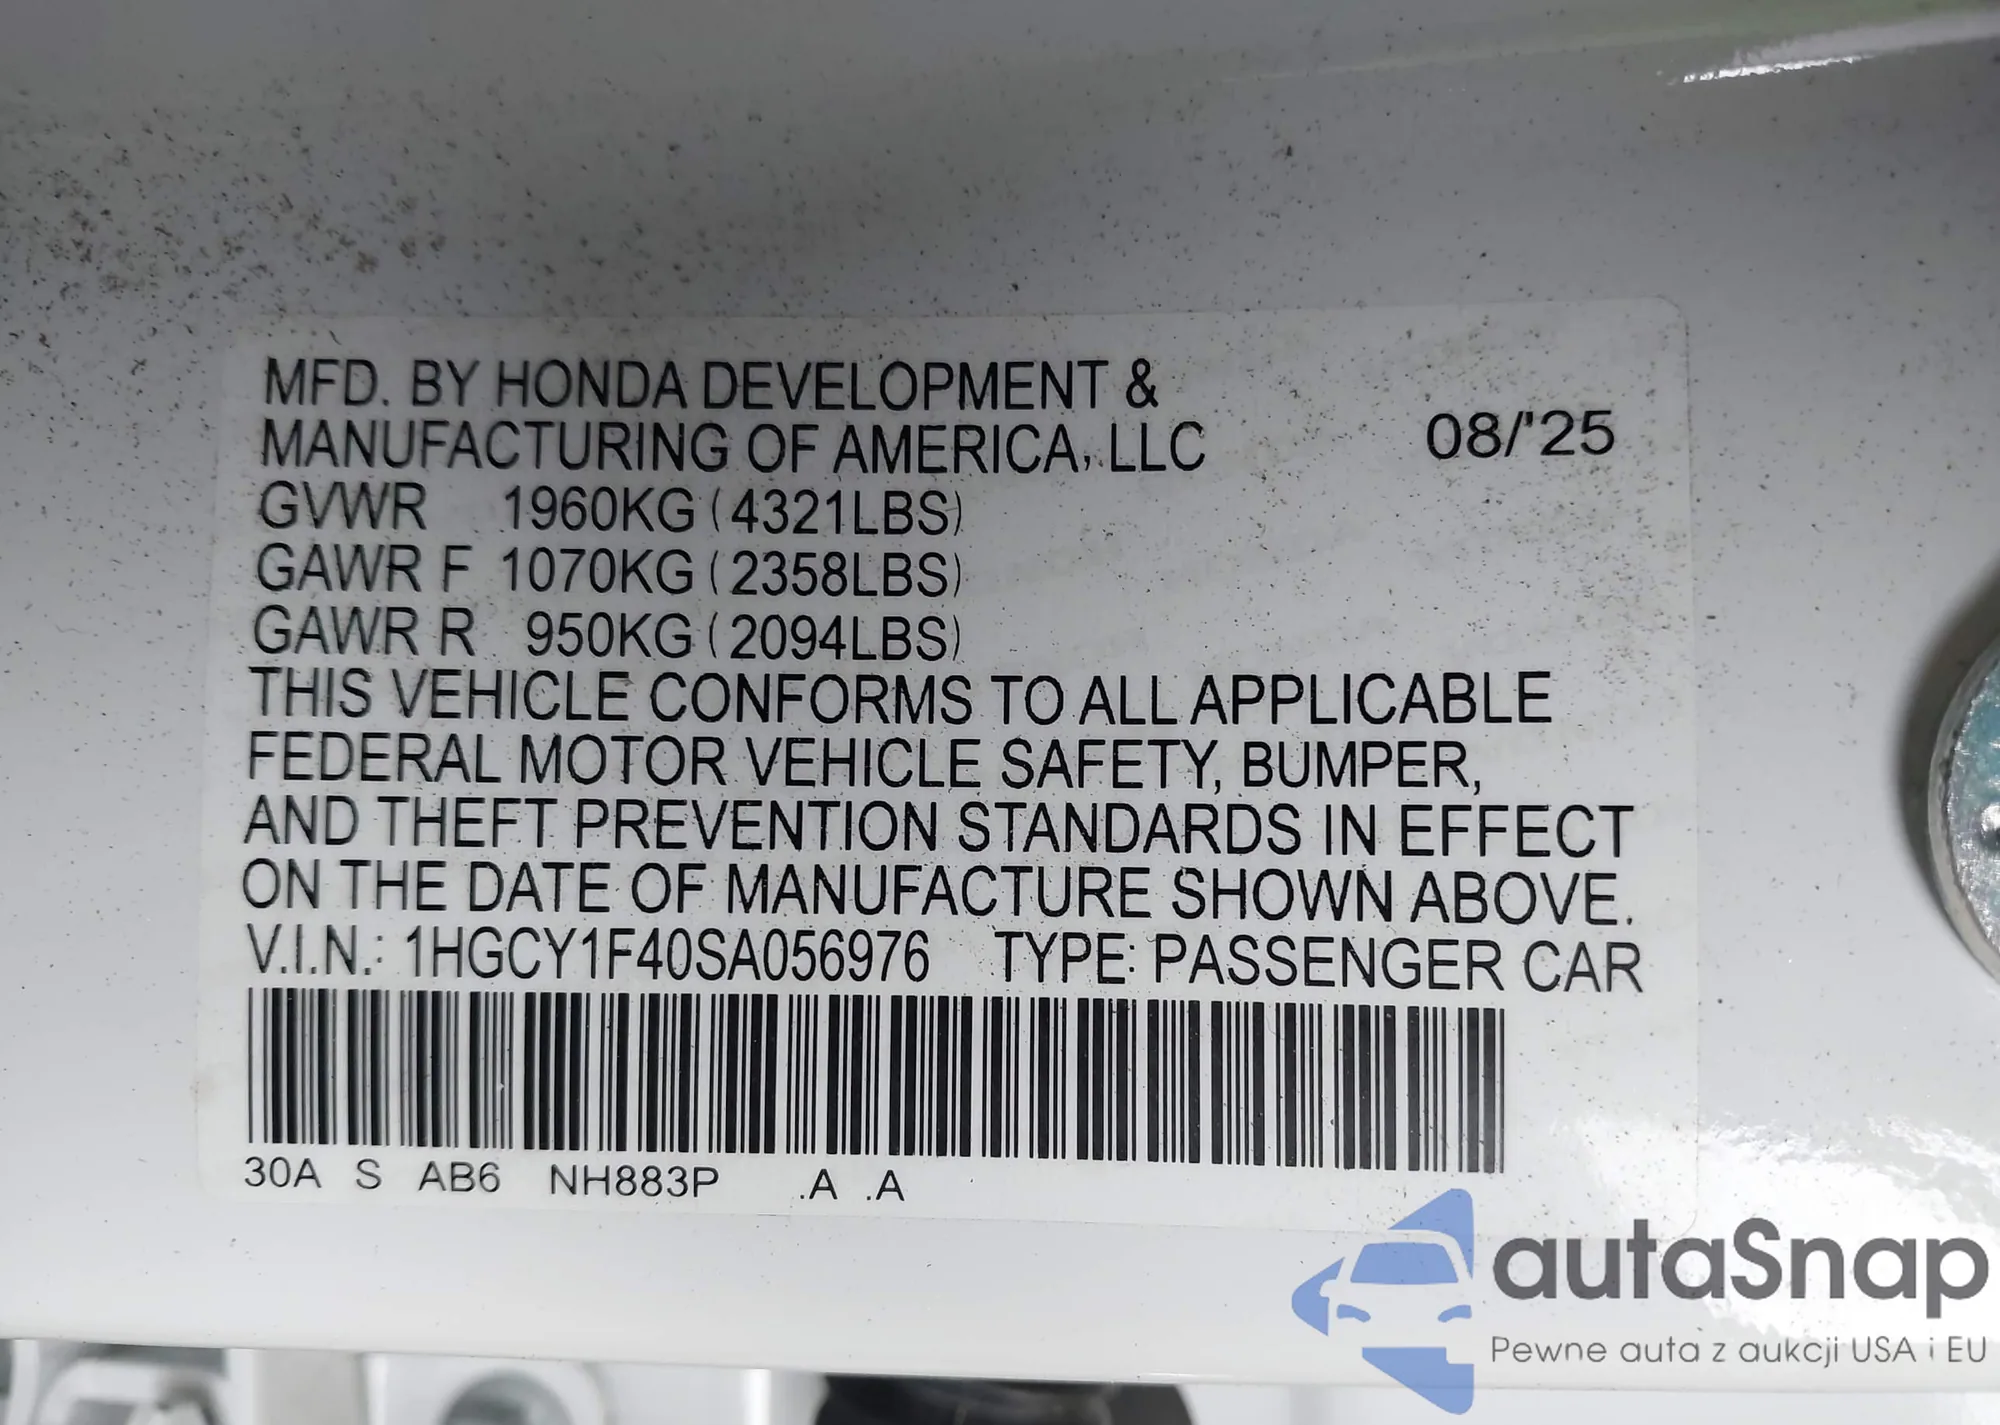 MFD. BY HONDA DEVELOPMENT &
MANUFACTURING OF AMERICA, LLC
08/'25
GVWR 1960KG (4321LBS)
GAWR F 1070KG (2358LBS)
GAWR R 950KG (2094LBS)
THIS VEHICLE CONFORMS TO ALL APPLICABLE
FEDERAL MOTOR VEHICLE SAFETY, BUMPER,
AND THEFT PREVENTION STANDARDS IN EFFECT
ON THE DATE OF MANUFACTURE SHOWN ABOVE.
V.I.N.: 1HGCY1F40SA056976 TYPE: PASSENGER CAR
30A S AB6 NH883P .A .A
autaSnap
Pewne auta z aukcji USA i EU